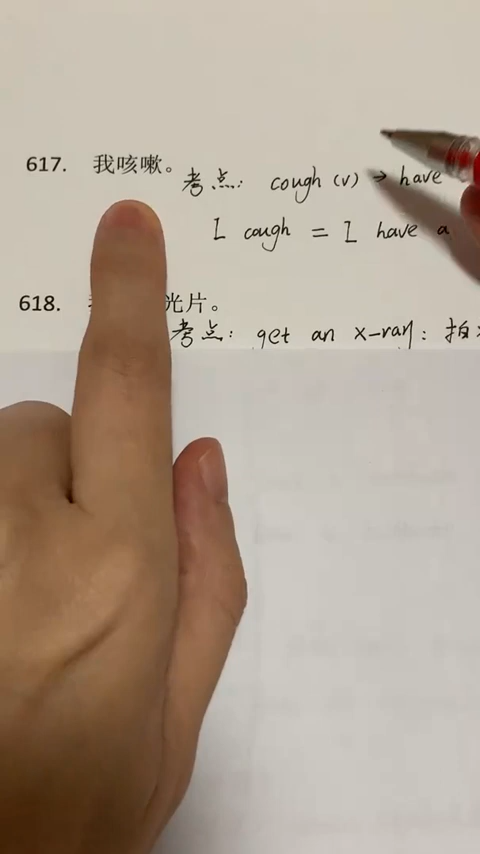 617. 我咳嗽。 考点: cough (v) → have
I cough = I have a
618. 光片。
考点: get an x-ray: 拍